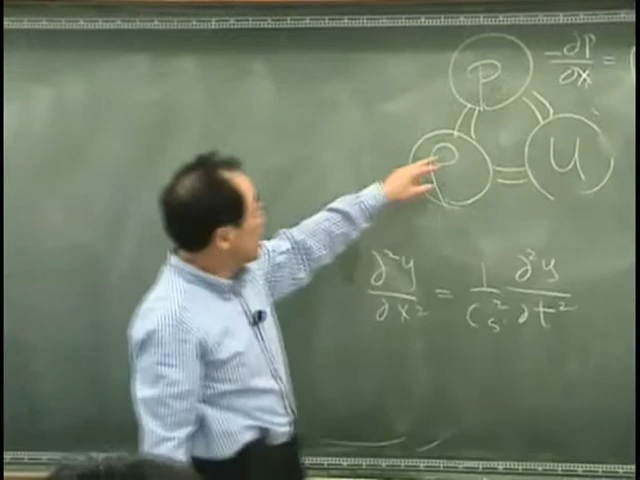 P
-∂P/∂x =
ρ
u
∂²y/∂x² = 1/Cs² ∂²y/∂t²